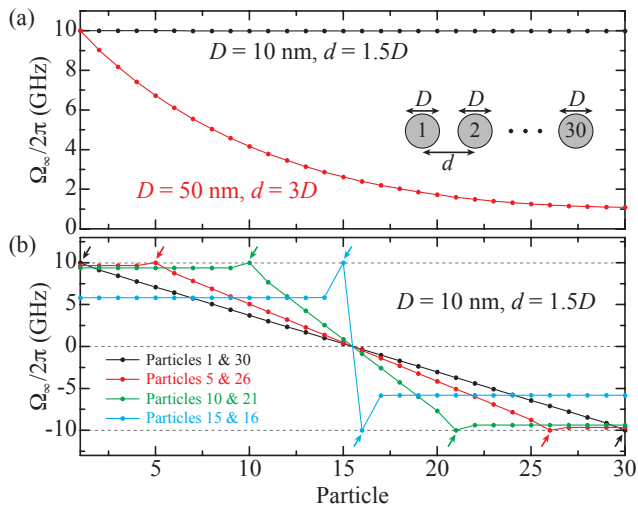 (a)
10
8
6
4
2
0
Ω∞/2π (GHz)
D = 10 nm, d = 1.5D
D = 50 nm, d = 3D
D D D
1 2 30
d
(b)
10
5
0
-5
-10
Ω∞/2π (GHz)
D = 10 nm, d = 1.5D
Particles 1 & 30
Particles 5 & 26
Particles 10 & 21
Particles 15 & 16
5 10 15 20 25 30
Particle